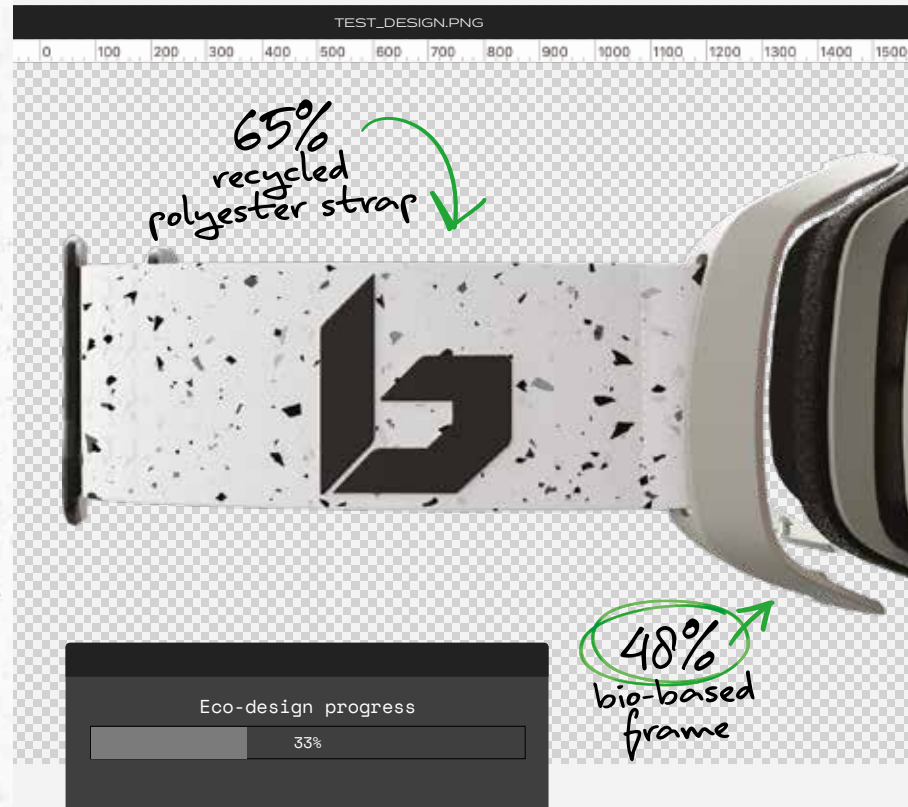 TEST_DESIGN.PNG
0 100 200 300 400 500 600 700 800 900 1000 1100 1200 1300 1400 1500
65%
recycled
polyester strap
48%
bio-based
frame
Eco-design progress
33%